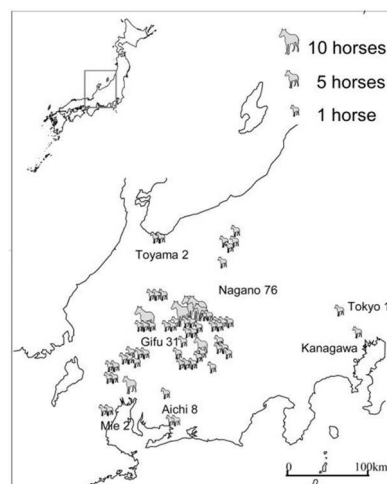 10 horses
5 horses
1 horse
Toyama 2
Nagano 76
Tokyo 1
Gifu 31
Kanagawa 1
Aichi 8
Mie 2
0 100km